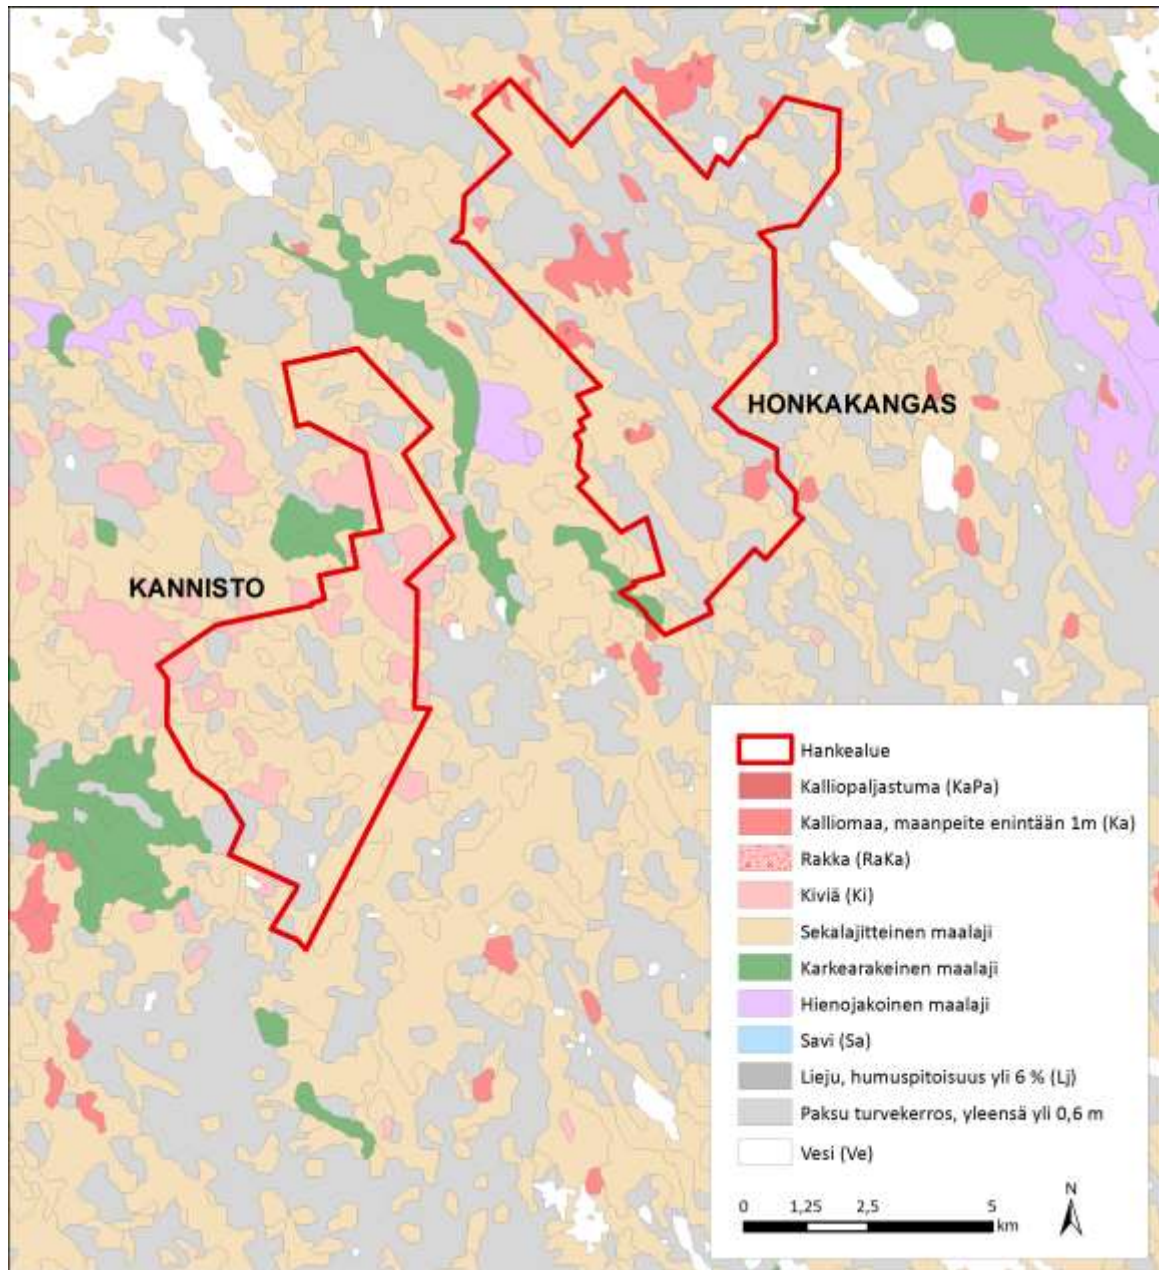 HONKAKANGAS
KANNISTO
Hankealue
Kalliopaljastuma (KaPa)
Kalliomaa, maanpeite enintään 1m (Ka)
Rakka (RaKa)
Kiviä (Ki)
Sekalajitteinen maalaji
Karkearakeinen maalaji
Hienojakoinen maalaji
Savi (Sa)
Lieju, humuspitoisuus yli 6 % (Lj)
Paksu turvekerros, yleensä yli 0,6 m
Vesi (Ve)
N
0 1,25 2,5 5
km